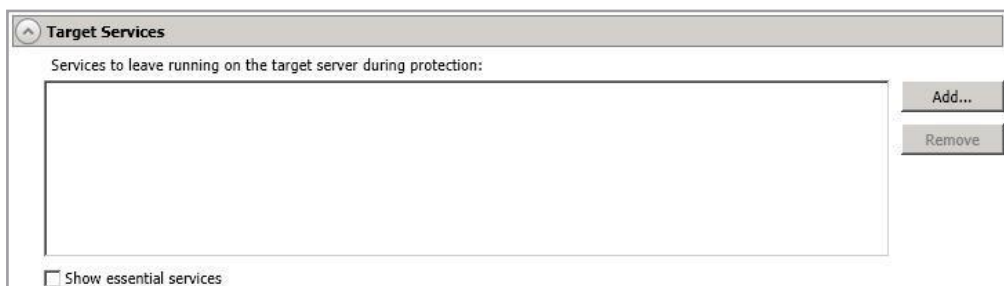 Target Services
Services to leave running on the target server during protection:
Add...
Remove
Show essential services